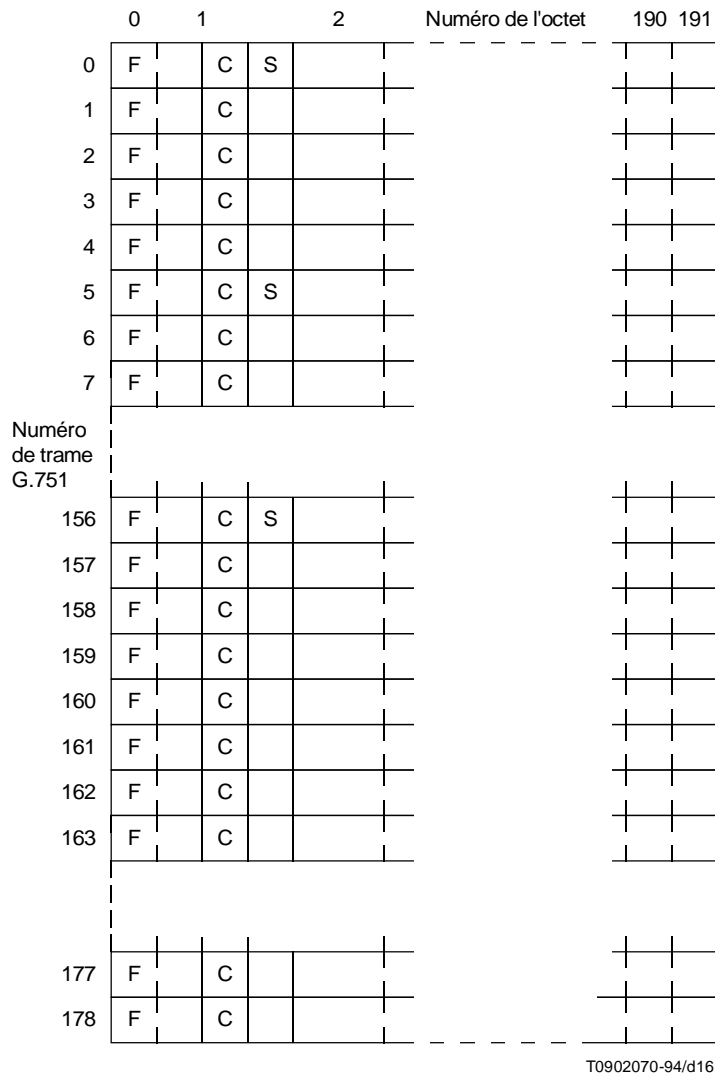 0 1 2 Numéro de l'octet 190 191
0 F C S
1 F C
2 F C
3 F C
4 F C
5 F C S
6 F C
7 F C
Numéro
de trame
G.751
156 F C S
157 F C
158 F C
159 F C
160 F C
161 F C
162 F C
163 F C
177 F C
178 F C
T0902070-94/d16